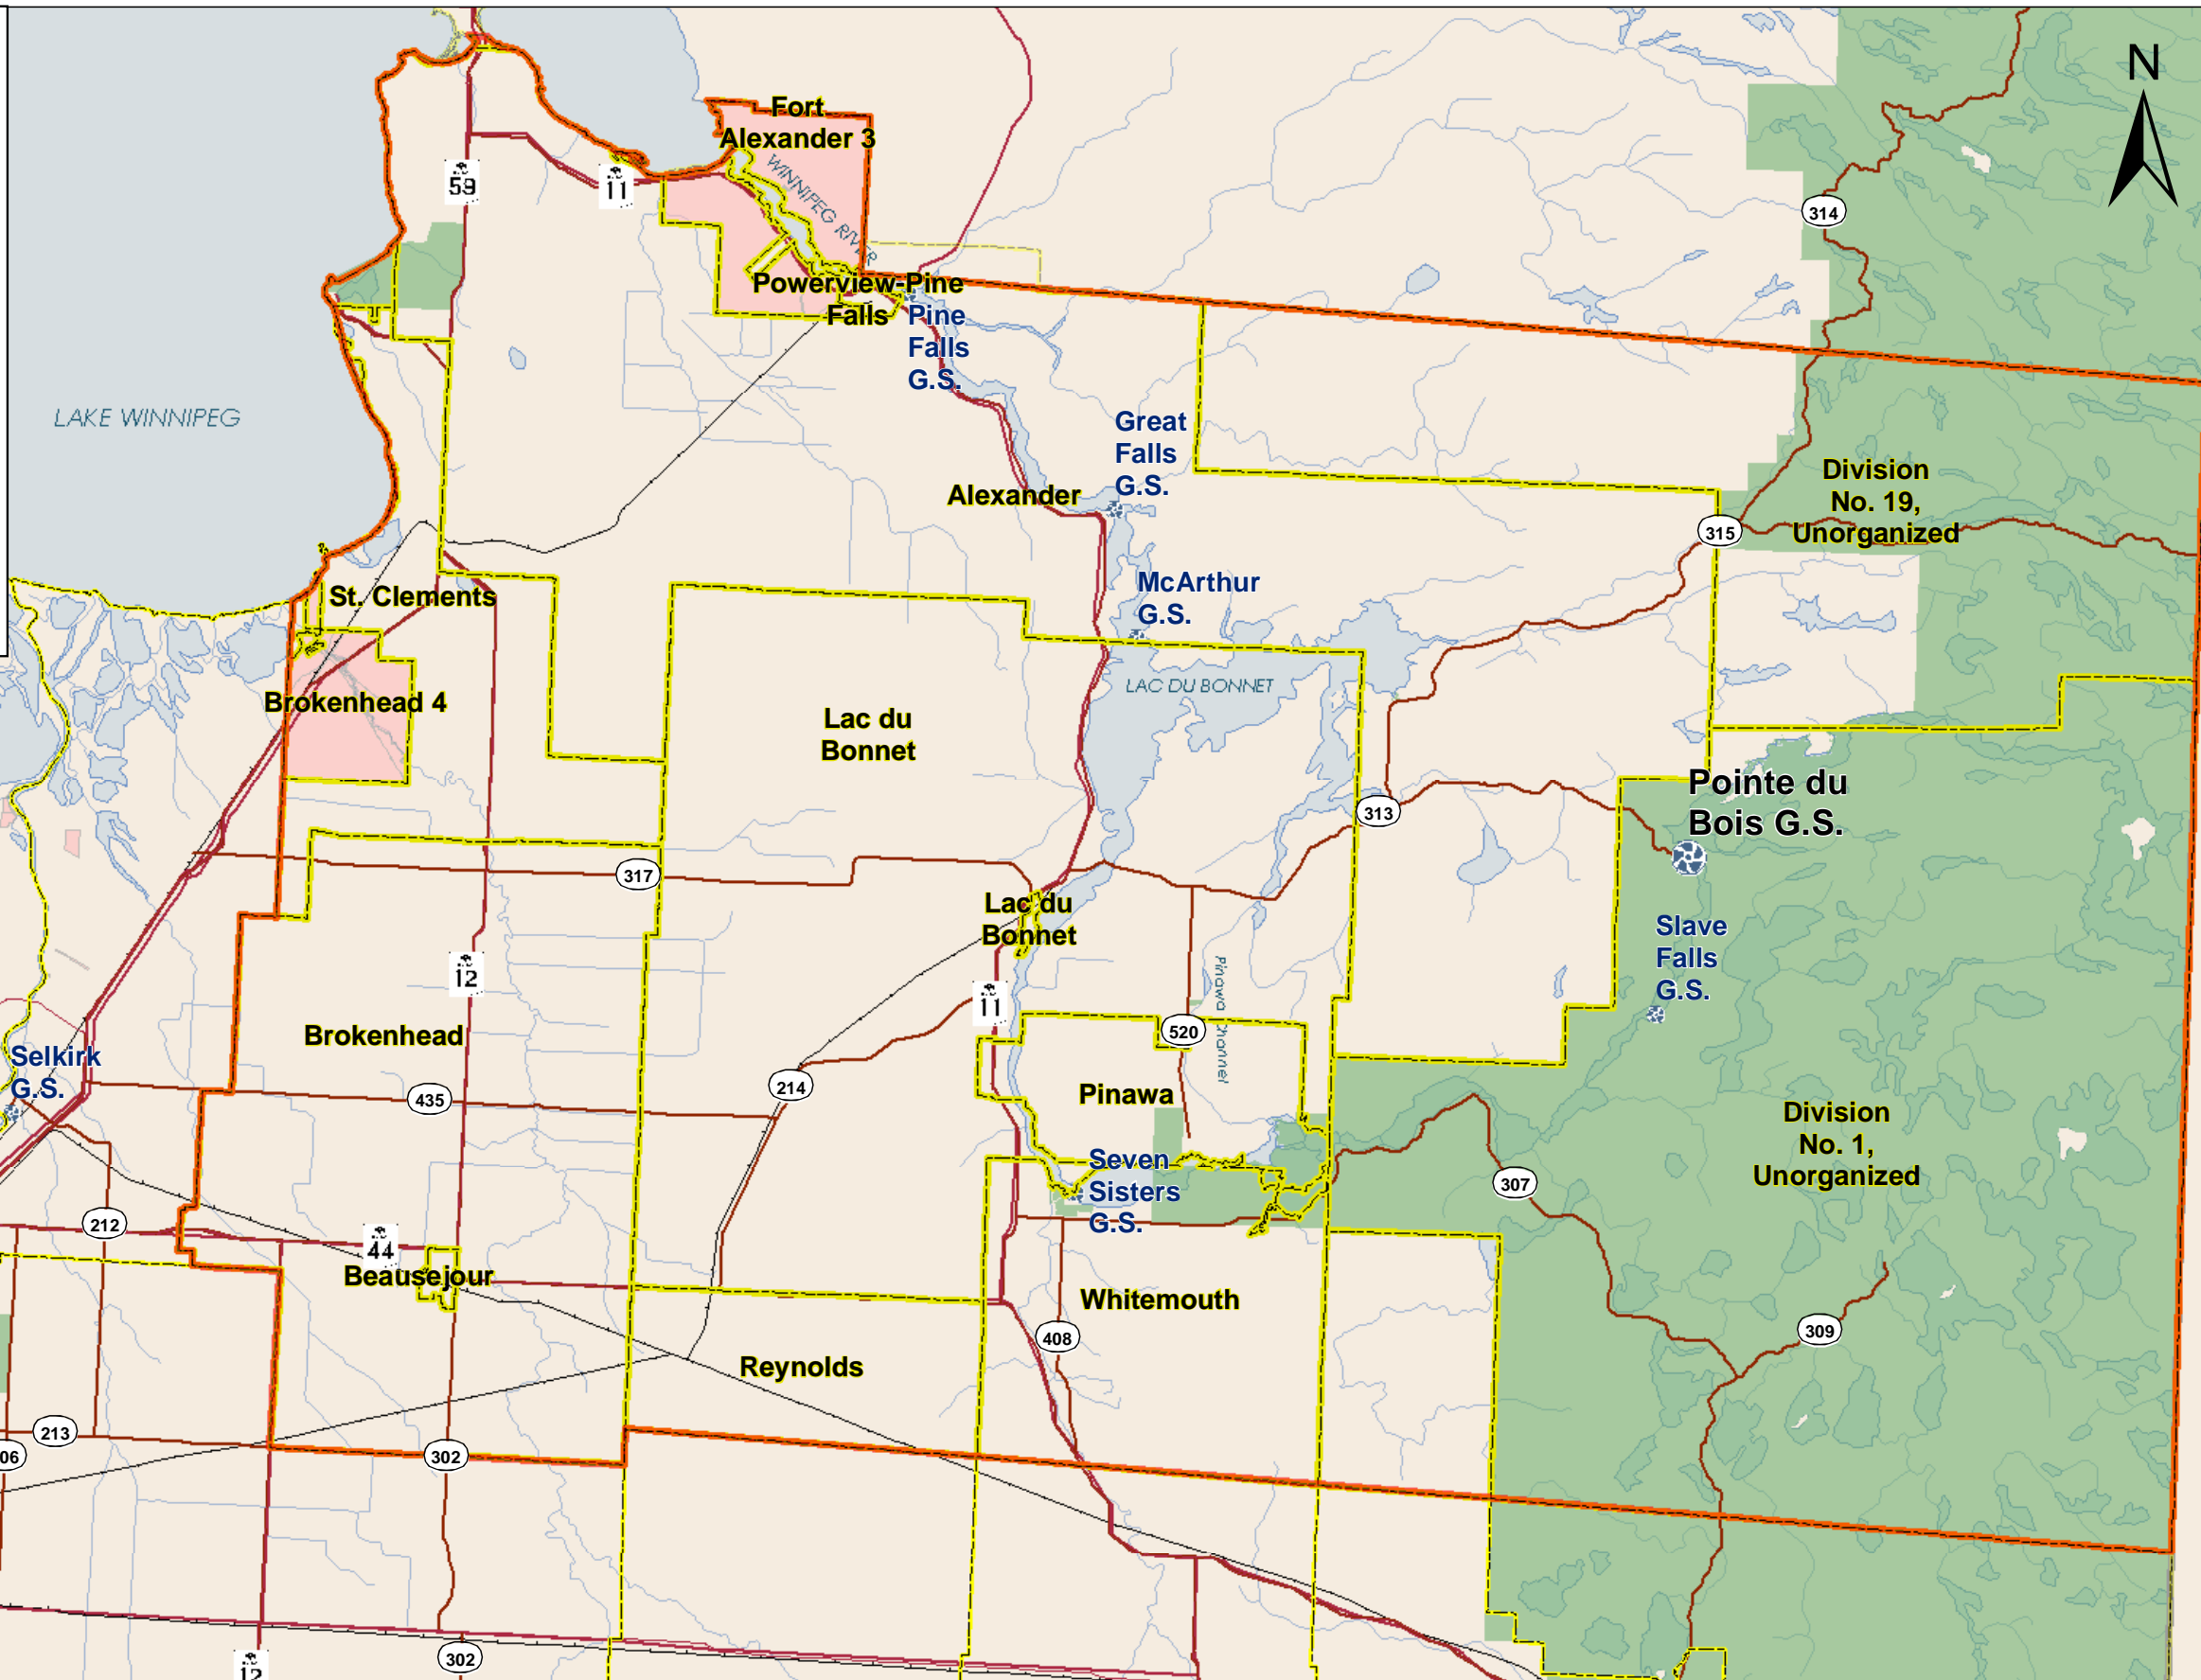 N
Fort
Alexander 3
WINNIPEG RIVER
59
11
314
Powerview-Pine
Falls
Pine
Falls
G.S.
LAKE WINNIPEG
Great
Falls
G.S.
Alexander
Division
No. 19,
Unorganized
315
McArthur
G.S.
St. Clements
LAC DU BONNET
Brokenhead 4
Lac du
Bonnet
Pointe du
Bois G.S.
313
317
Lac du
Bonnet
Slave
Falls
G.S.
12
11
Pinawa Channel
520
Brokenhead
Selkirk
G.S.
435
214
Pinawa
Division
No. 1,
Unorganized
Seven
Sisters
G.S.
307
212
44
Beausejour
Whitemouth
309
408
Reynolds
213
06
302
302
12